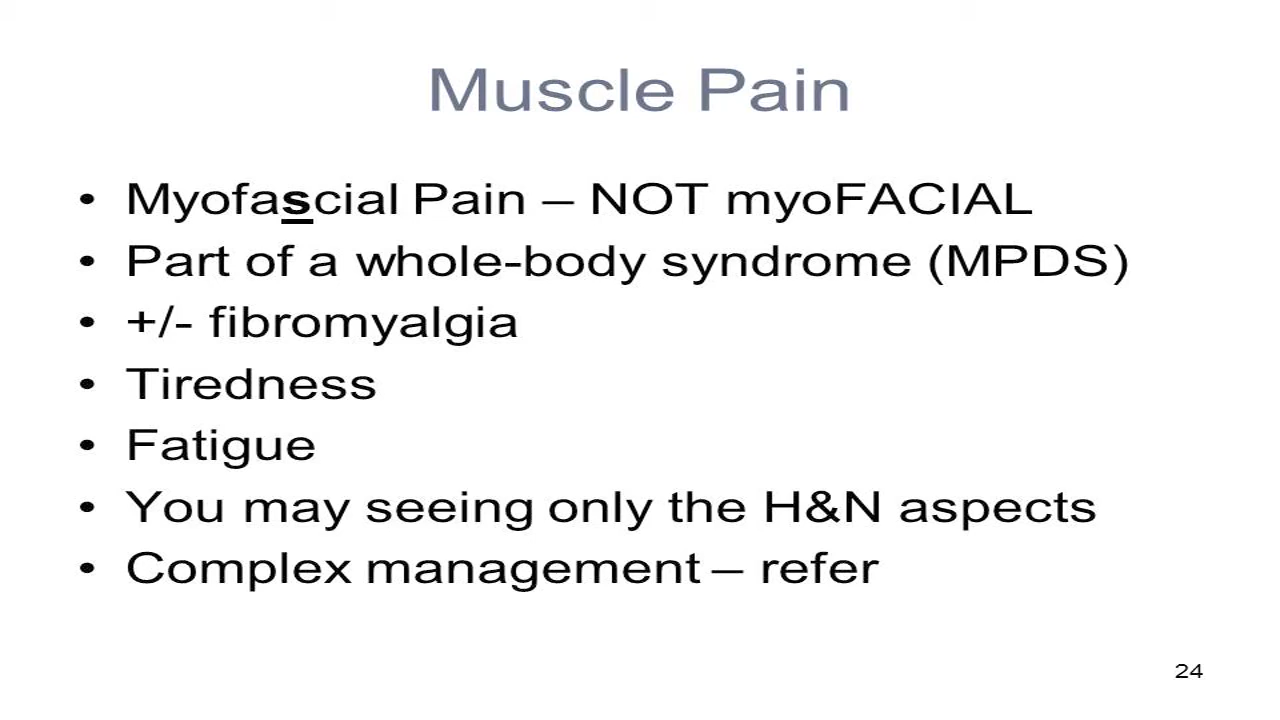 Muscle Pain
• Myofascial Pain – NOT myoFACIAL
• Part of a whole-body syndrome (MPDS)
• +/- fibromyalgia
• Tiredness
• Fatigue
• You may seeing only the H&N aspects
• Complex management – refer
24